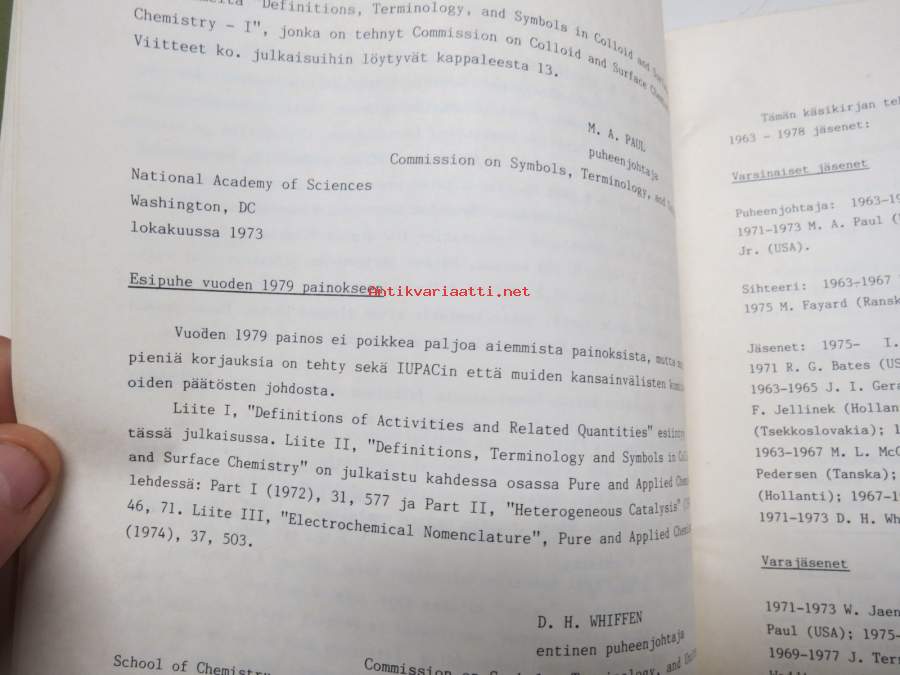 "Definitions, Terminology, and Symbols in Colloid and
Chemistry - I", jonka on tehnyt Commission on Colloid and Surface
Viitteet ko. julkaisuihin löytyvät kappaleesta 13.
M. A. PAUL
puheenjohtaja
Commission on Symbols, Terminology, and
National Academy of Sciences
Washington, DC
lokakuussa 1973
Esipuhe vuoden 1979 painokseen
antikvariaatti.net
Vuoden 1979 painos ei poikkea paljoa aiemmista painoksista, mutta
pieniä korjauksia on tehty sekä IUPACin että muiden kansainvälisten
oiden päätösten johdosta.
Liite I, "Definitions of Activities and Related Quantities"
tässä julkaisussa. Liite II, "Definitions, Terminology and Symbols in
and Surface Chemistry" on julkaistu kahdessa osassa Pure and Applied
lehdessä: Part I (1972), 31, 577 ja Part II, "Heterogeneous Catalysis"
46, 71. Liite III, "Electrochemical Nomenclature", Pure and Applied
(1974), 37, 503.
D. H. WHIFFEN
entinen puheenjohtaja
School of Chemistry
Commission on Terminology, and
Tämän käsikirjan
1963 - 1978 jäsenet:
Varsinaiset jäsenet
Puheenjohtaja:
1971-1973 M. A. Paul
Jr. (USA).
Sihteeri: 1963-1967
1975 M. Fayard
Jäsenet: 1975- I.
1971 R. G. Bates
1963-1965 J. I.
F. Jellinek
(Tsekkoslovakia);
1963-1967 M. L.
Pedersen (Tanska);
(Hollanti);
1971-1973 D. H.
Varajäsenet
1971-1973 W.
Paul (USA);
1969-1977 J.